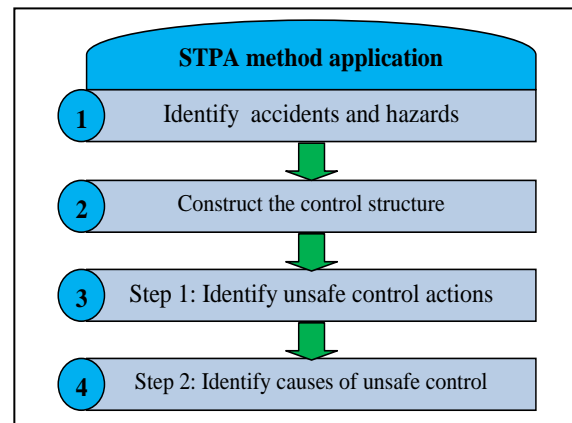 STPA method application
1 Identify accidents and hazards
2 Construct the control structure
3 Step 1: Identify unsafe control actions
4 Step 2: Identify causes of unsafe control